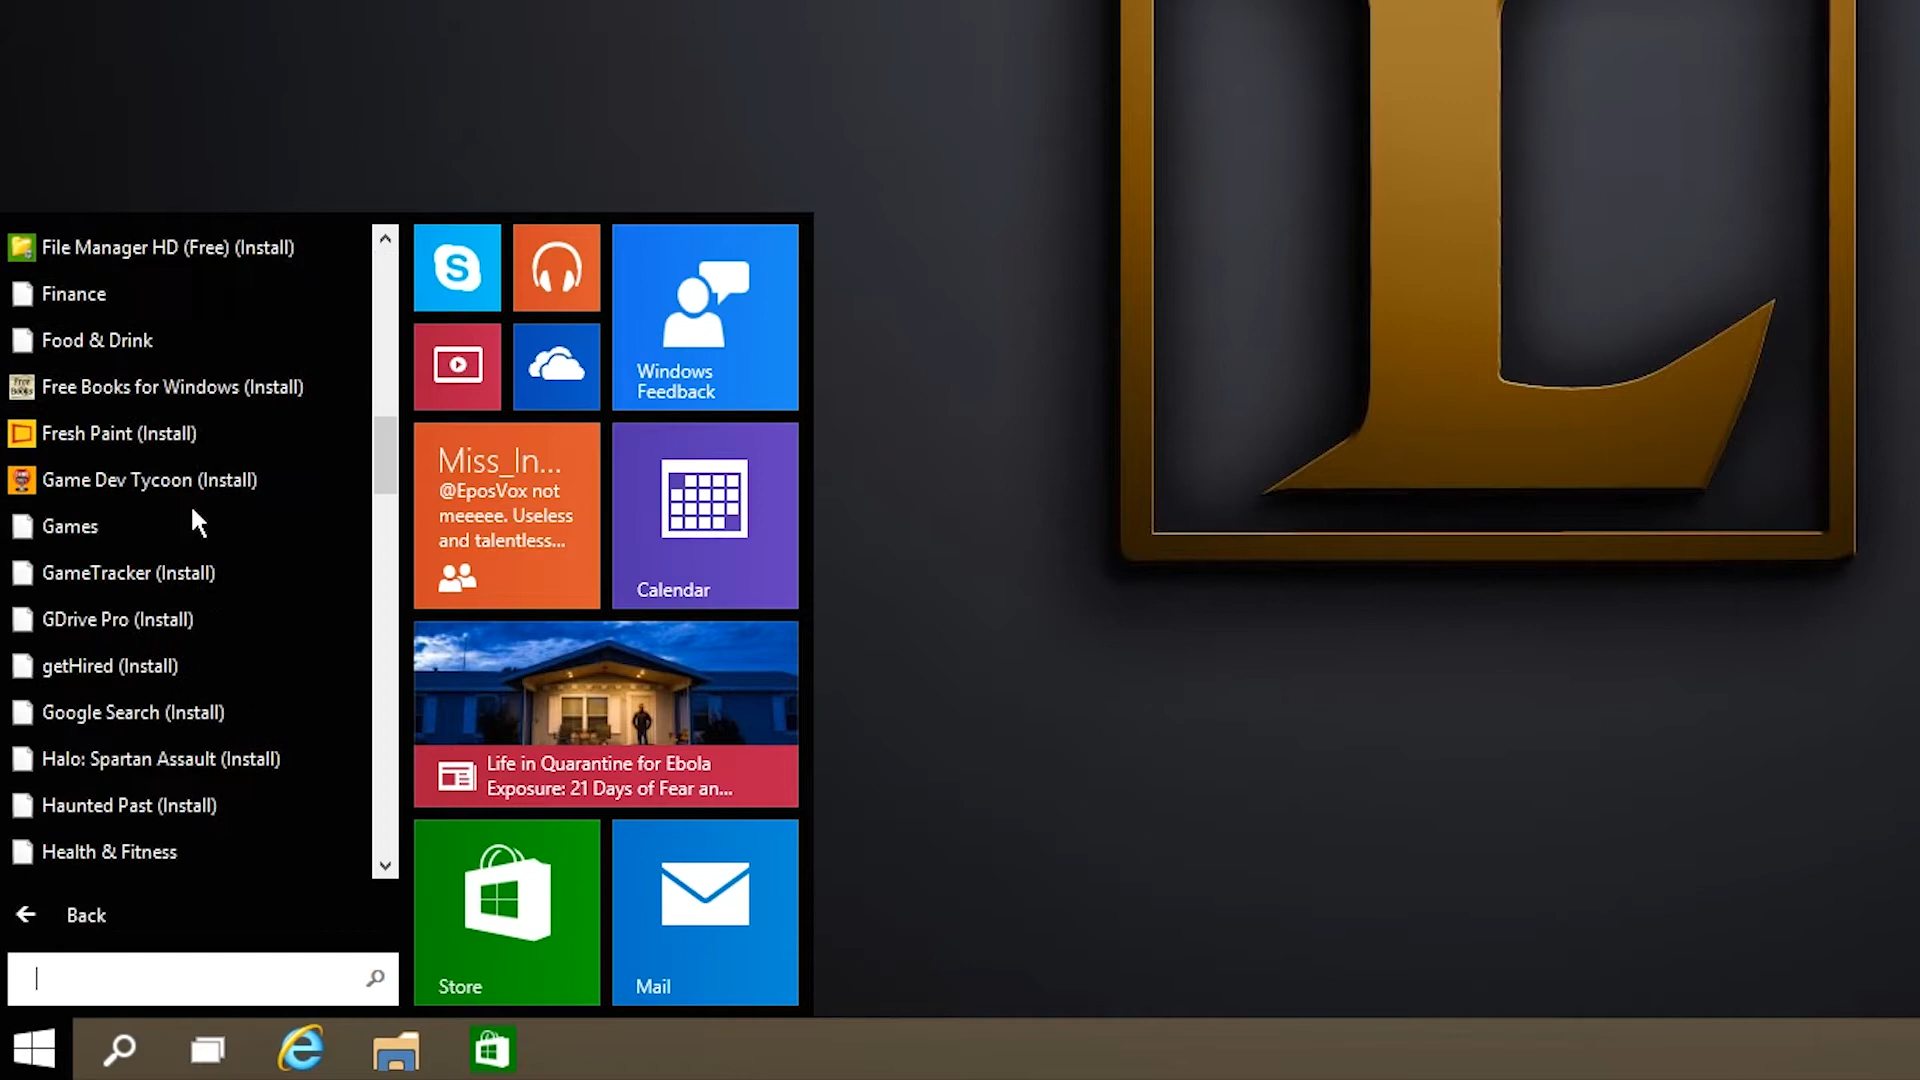 File Manager HD (Free) (Install)
Finance
Food & Drink
Free Books for Windows (Install)
Fresh Paint (Install)
Game Dev Tycoon (Install)
Games
GameTracker (Install)
GDrive Pro (Install)
getHired (Install)
Google Search (Install)
Halo: Spartan Assault (Install)
Haunted Past (Install)
Health & Fitness
Back
Windows
Feedback
Miss_In...
@EposVox not
meeeee. Useless
and talentless...
Calendar
Life in Quarantine for Ebola
Exposure: 21 Days of Fear an...
Store
Mail
L